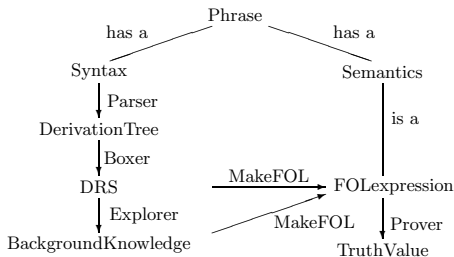 Phrase
has a
has a
Syntax
Semantics
Parser
is a
DerivationTree
Boxer
DRS
MakeFOL
FOLexpression
Explorer
MakeFOL
Prover
BackgroundKnowledge
TruthValue